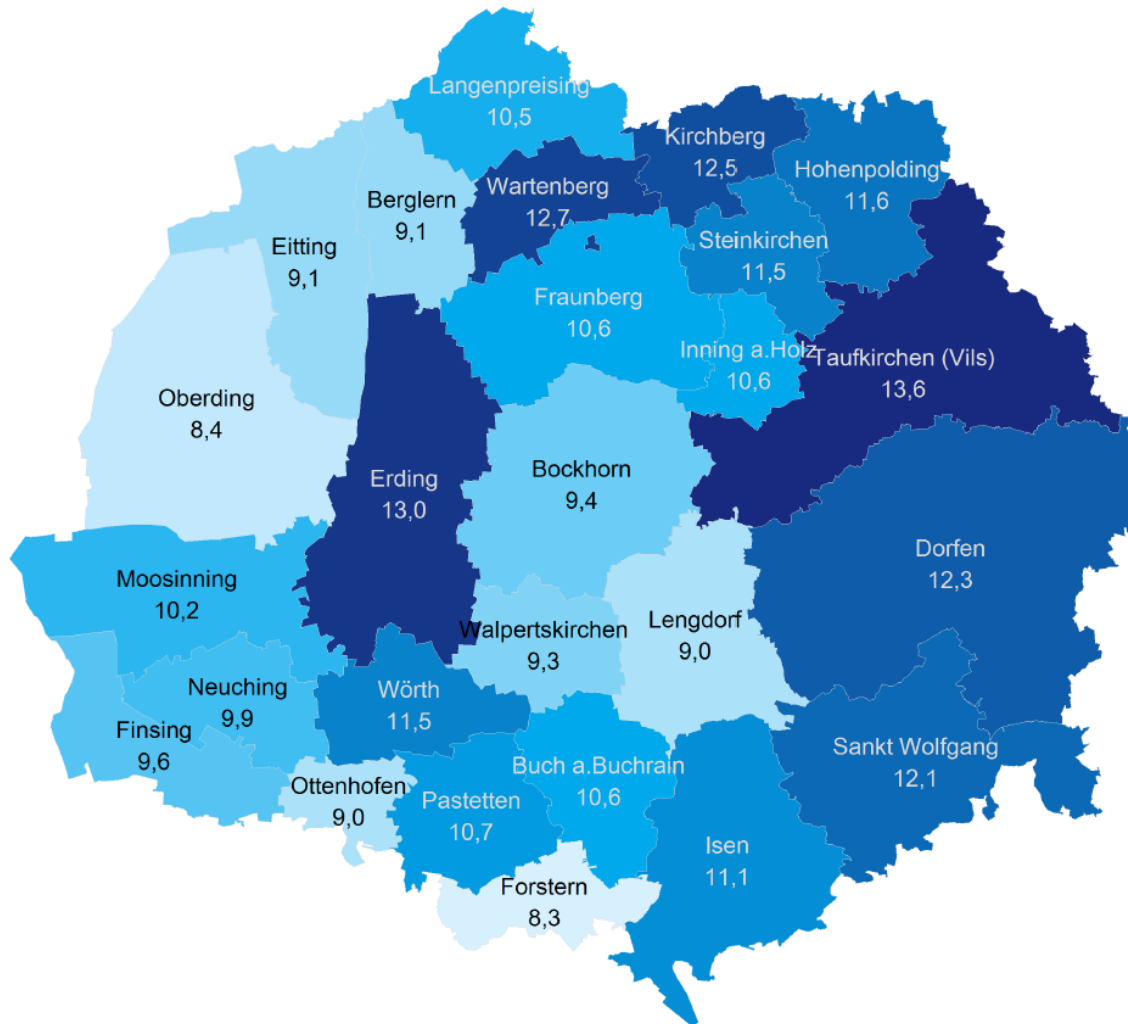 Langenpreising
10,5
Kirchberg
12,5
Hohenpolding
11,6
Wartenberg
12,7
Berglern
9,1
Steinkirchen
11,5
Eitting
9,1
Fraunberg
10,6
Inning a.Holz
10,6
Taufkirchen (Vils)
13,6
Oberding
8,4
Bockhorn
9,4
Erding
13,0
Dorfen
12,3
Moosinning
10,2
Walpertskirchen
9,3
Lengdorf
9,0
Neuching
9,9
Wörth
11,5
Finsing
9,6
Sankt Wolfgang
12,1
Buch a.Buchrain
10,6
Ottenhofen
9,0
Pastetten
10,7
Isen
11,1
Forstern
8,3